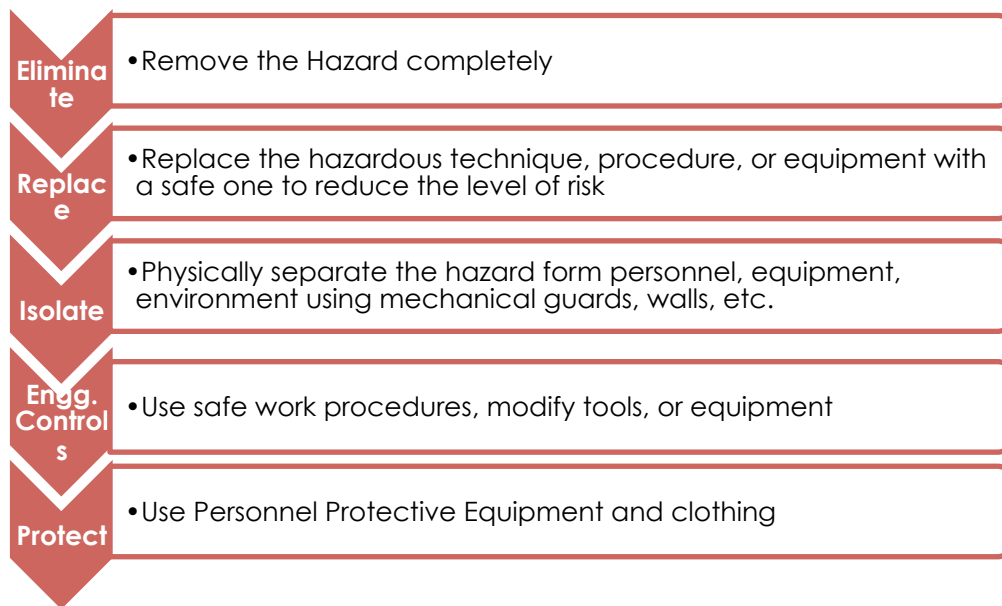 Elimina
te
•Remove the Hazard completely
Replac
e
•Replace the hazardous technique, procedure, or equipment with
a safe one to reduce the level of risk
Isolate
•Physically separate the hazard form personnel, equipment,
environment using mechanical guards, walls, etc.
Engg.
Control
s
•Use safe work procedures, modify tools, or equipment
Protect
•Use Personnel Protective Equipment and clothing